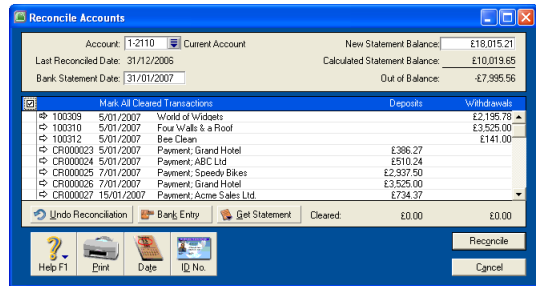 Reconcile Accounts
Account: 1-2110 Current Account New Statement Balance: £18,015.21
Last Reconciled Date: 31/12/2006 Calculated Statement Balance: £10,019.65
Bank Statement Date: 31/01/2007 Out of Balance: -£7,995.56
Mark All Cleared Transactions Deposits Withdrawals
100309 5/01/2007 World of Widgets £2,195.78
100310 5/01/2007 Four Walls & a Roof £3,525.00
100312 5/01/2007 Bee Clean £141.00
CR000023 5/01/2007 Payment; Grand Hotel £386.27
CR000024 5/01/2007 Payment; ABC Ltd £510.24
CR000025 7/01/2007 Payment; Speedy Bikes £2,937.50
CR000026 7/01/2007 Payment; Grand Hotel £3,525.00
CR000027 15/01/2007 Payment; Acme Sales Ltd. £734.37
Undo Reconciliation Bank Entry Get Statement Cleared: £0.00 £0.00
Help F1 Print Date ID No. Reconcile
Cancel